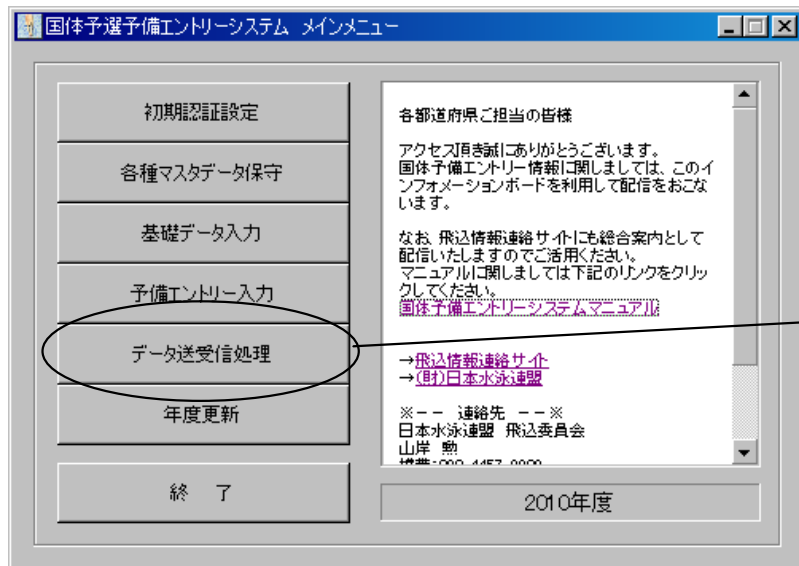 国体予選予備エントリーシステム メインメニュー
初期認証設定
各種マスタデータ保守
基礎データ入力
予備エントリー入力
データ送受信処理
年度更新
終 了
各都道府県ご担当の皆様
アクセス頂き誠にありがとうございます。
国体予備エントリー情報に関しましては、このイ
ンフォメーションボードを利用して配信をおこな
います。
なお、飛込情報連絡サイトにも総合案内として
配信いたしますのでご活用ください。
マニュアルに関しましては下記のリンクをクリッ
クしてください。
国体予備エントリーシステムマニュアル
→飛込情報連絡サイト
→(財)日本水泳連盟
※-- 連絡先 --※
日本水泳連盟 飛込委員会
山岸 勲
2010年度